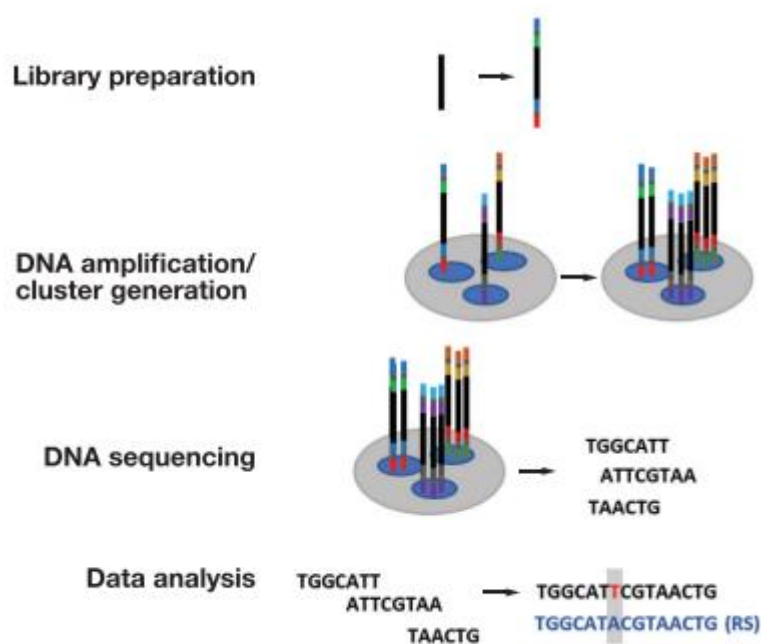 Library preparation
DNA amplification/
cluster generation
DNA sequencing
TGGCATT
ATTCGTAA
TAACTG
Data analysis
TGGCATT
ATTCGTAA
TAACTG
TGGCATTCGTAACTG
TGGCATACGTAACTG (RS)